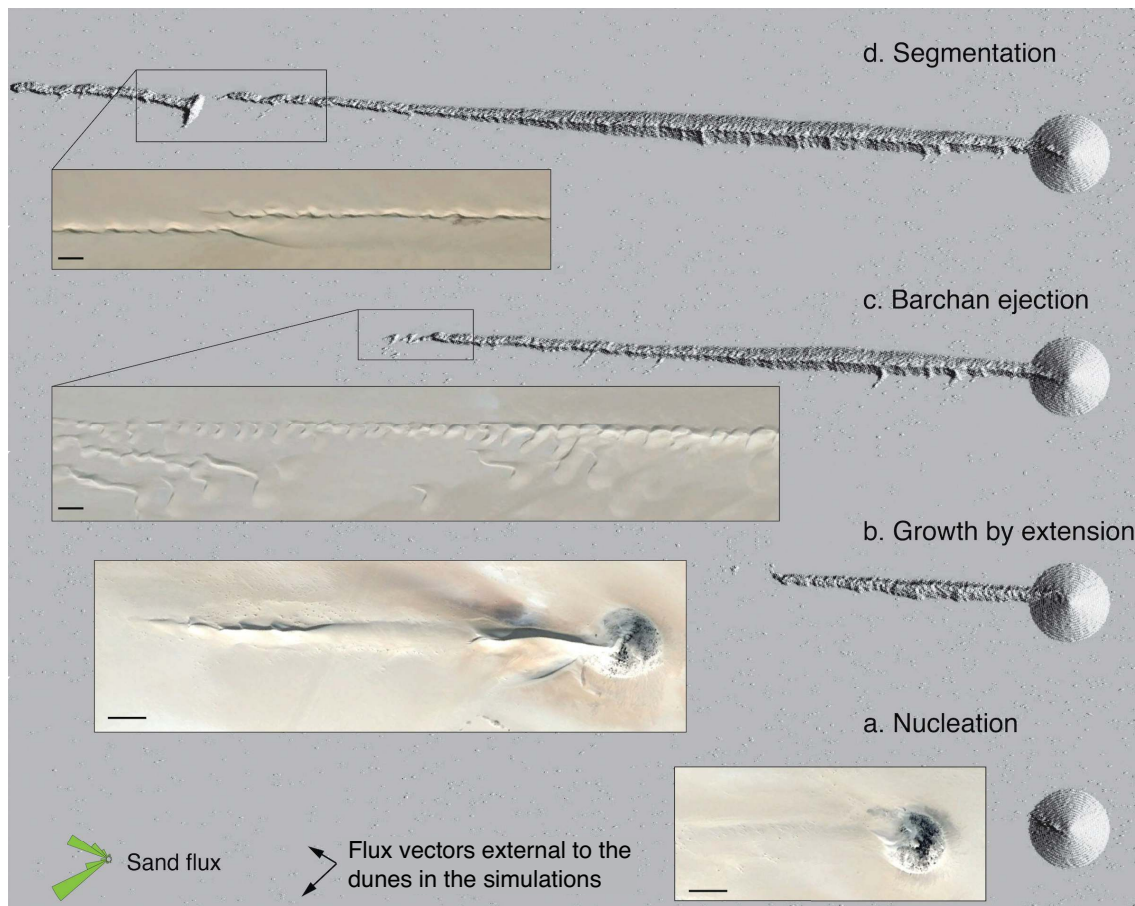 d. Segmentation
c. Barchan ejection
b. Growth by extension
a. Nucleation
Sand flux
Flux vectors external to the
dunes in the simulations